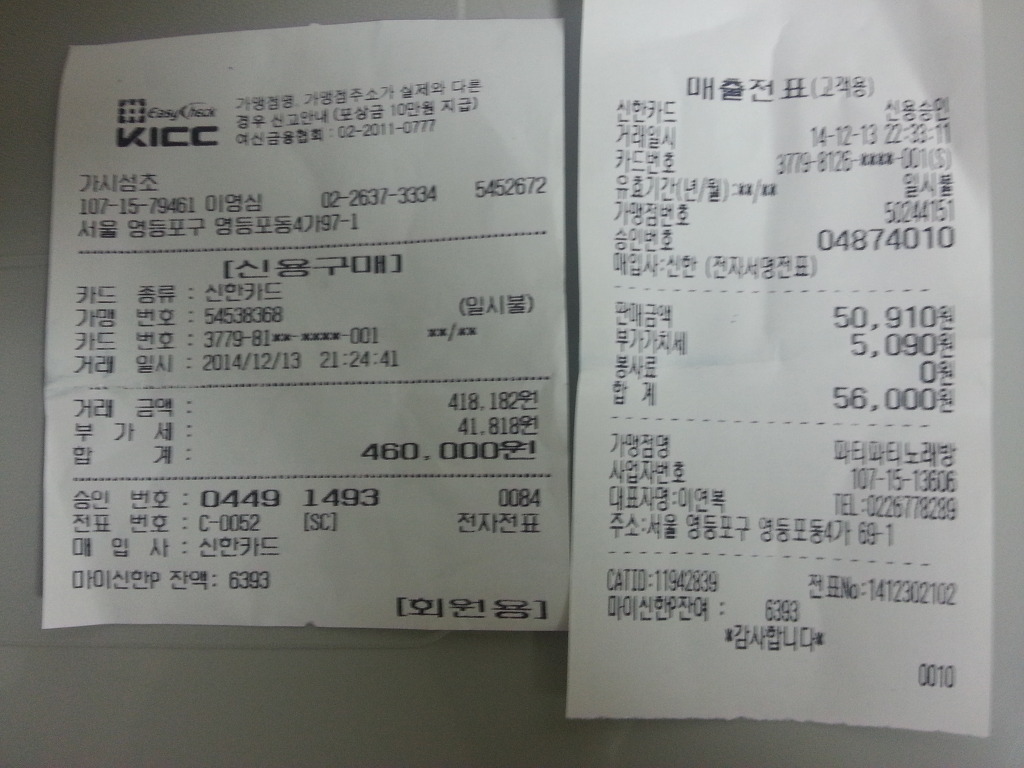 EasyCheck
KICC
가맹점명, 가맹점주소가 실제와 다른
경우 신고안내 (포상금 10만원 지급)
여신금융협회 : 02-2011-0777
가시섬초
107-15-79461 이영심 02-2637-3334 5452672
서울 영등포구 영등포동4가97-1
[신용구매]
카드 종류 : 신한카드
(일시불)
가맹 번호 : 54538368
카드 번호 : 3779-81**-****-001 **/**
거래 일시 : 2014/12/13 21:24:41
거래 금액 : 418,182원
부 가 세 : 41,818원
합 계 : 460,000원
승인 번호 : 0449 1493 0084
전표 번호 : C-0052 [SC] 전자전표
매 입 사 : 신한카드
마이신한P 잔액: 6393
[회원용]
매출전표(고객용)
신한카드 신용승인
거래일시 14-12-13 22:33:11
카드번호 3779-8126-****-001(S)
유효기간(년/월):**/** 일시불
가맹점번호 50244151
승인번호 04874010
매입사:신한 (전자서명전표)
판매금액 50,910원
부가가치세 5,090원
봉사료 0원
합 계 56,000원
가맹점명 파티파티노래방
사업자번호 107-15-13606
대표자명:이연복 TEL:0226778289
주소:서울 영등포구 영등포동4가 69-1
CATID:11942839 전표No:1412302102
마이신한P잔여 : 6393
*감사합니다*
0010